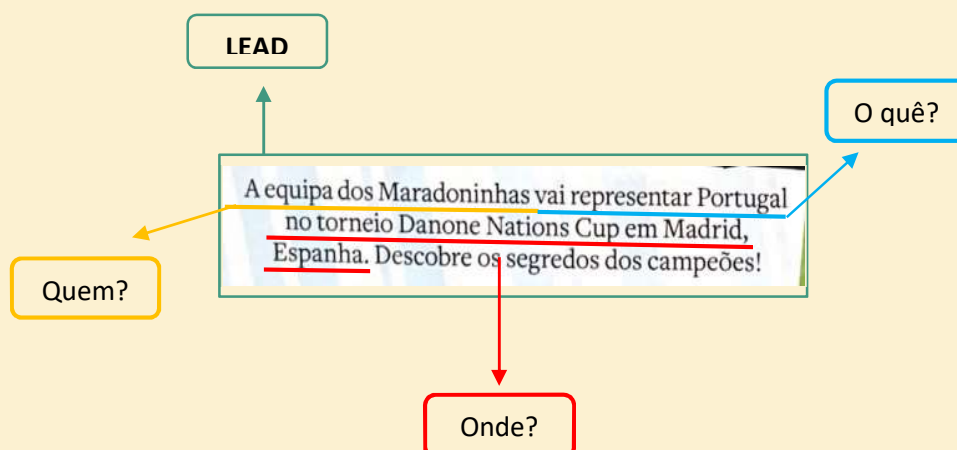 LEAD
O quê?
A equipa dos Maradoninhas vai representar Portugal
no torneio Danone Nations Cup em Madrid,
Espanha. Descobre os segredos dos campeões!
Quem?
Onde?